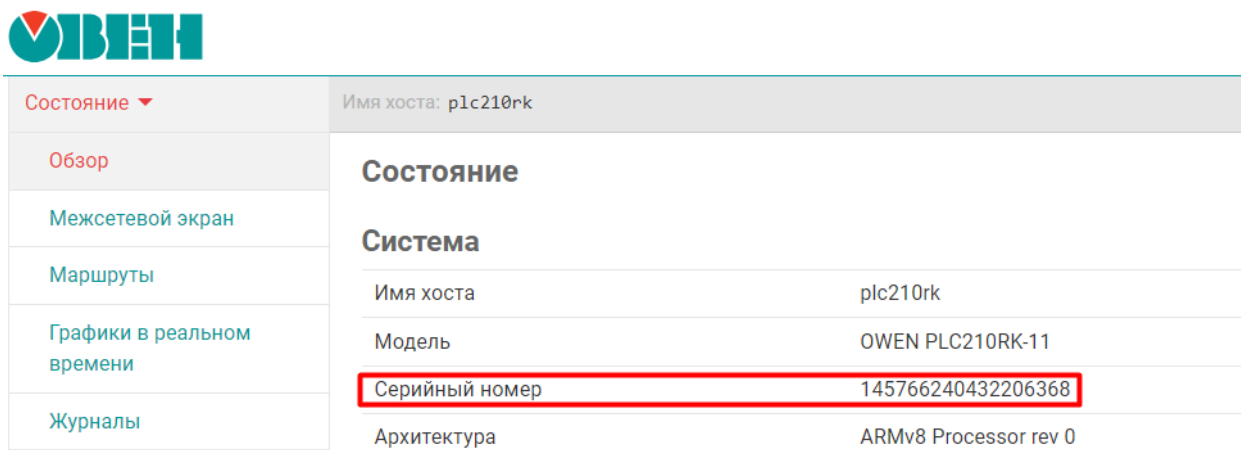 ОВЕН
Состояние
Имя хоста: plc210rk
Обзор
Межсетевой экран
Маршруты
Графики в реальном
времени
Журналы
Состояние
Система
Имя хоста plc210rk
Модель OWEN PLC210RK-11
Серийный номер 145766240432206368
Архитектура ARMv8 Processor rev 0